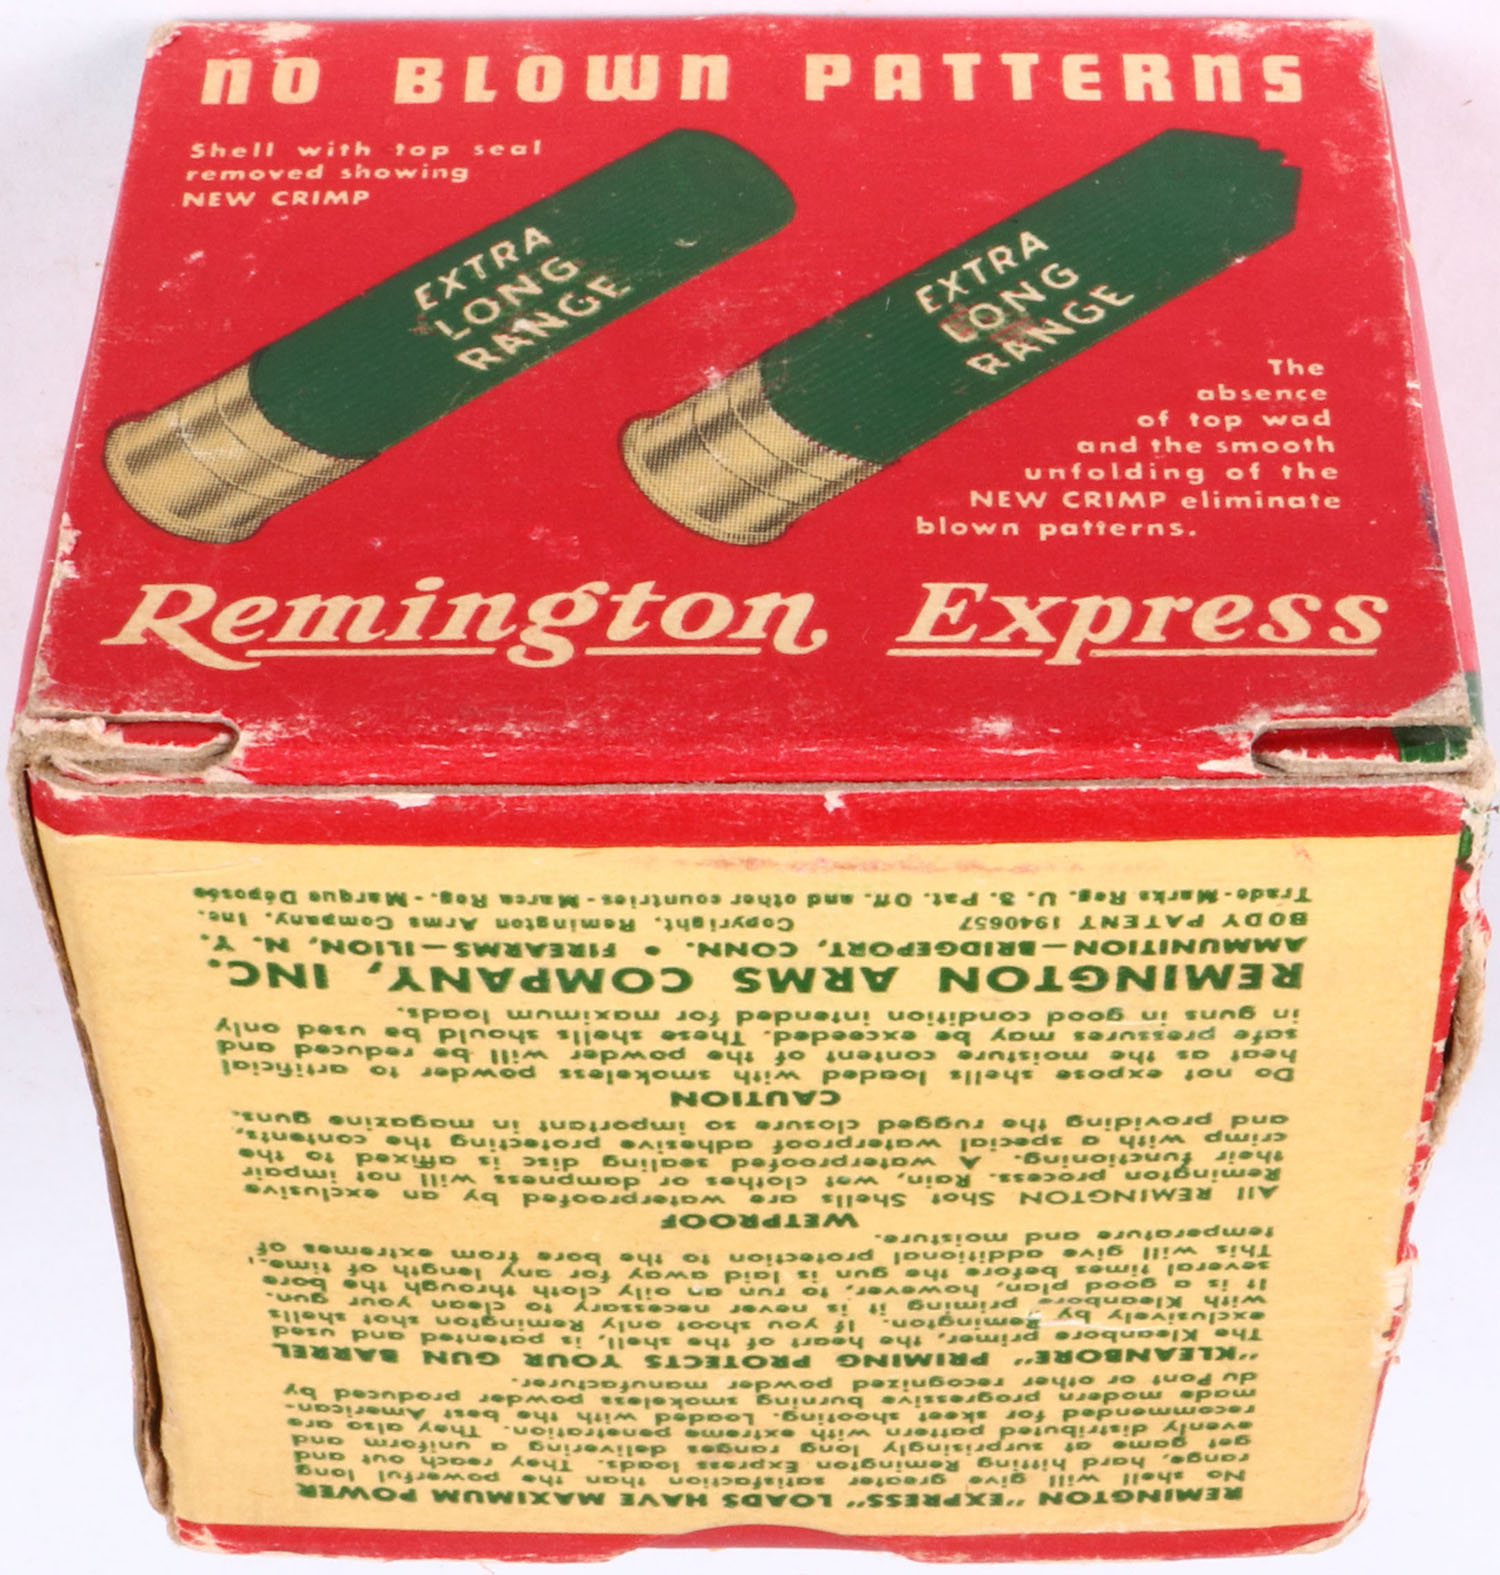 NO BLOWN PATTERNS
Shell with top seal
removed showing
NEW CRIMP
EXTRA
LONG
RANGE
EXTRA
LONG
RANGE
The
absence
of top wad
and the smooth
unfolding of the
NEW CRIMP eliminate
blown patterns.
Remington Express
REMINGTON "EXPRESS" LOADS HAVE MAXIMUM POWER
No shell will give greater satisfaction than the powerful long
range, hard hitting Remington Express loads. They reach out and
get game at surprisingly long ranges delivering a uniform and
evenly distributed pattern with extreme penetration. They also are
recommended for skeet shooting. Loaded with the best American-
made modern progressive burning smokeless powder produced by
du Pont or other recognized powder manufacturer.
"KLEANBORE" PRIMING PROTECTS YOUR GUN BARREL
The Kleanbore primer, the heart of the shell, is patented and used
exclusively by Remington. If you shoot only Remington shot shells
with Kleanbore priming it is never necessary to clean your gun.
It is a good plan, however, to run an oily cloth through the bore
several times before the gun is laid away for any length of time.
This will give additional protection to the bore from extremes of
temperature and moisture.
WETPROOF
All REMINGTON Shot Shells are waterproofed by an exclusive
Remington process. Rain, wet clothes or dampness will not impair
their functioning. A waterproofed sealing disc is affixed to the
crimp with a special waterproof adhesive protecting the contents,
and providing the rugged closure so important in magazine guns.
CAUTION
Do not expose shells loaded with smokeless powder to artificial
heat as the moisture content of the powder will be reduced and
safe pressures may be exceeded. These shells should be used only
in guns in good condition intended for maximum loads.
REMINGTON ARMS COMPANY, INC.
AMMUNITION—BRIDGEPORT, CONN. • FIREARMS—ILION, N. Y.
BODY PATENT 1940657 Copyright, Remington Arms Company, Inc.
Trade-Marks Reg. U. S. Pat. Off. and other countries - Marca Reg. - Marque Déposée